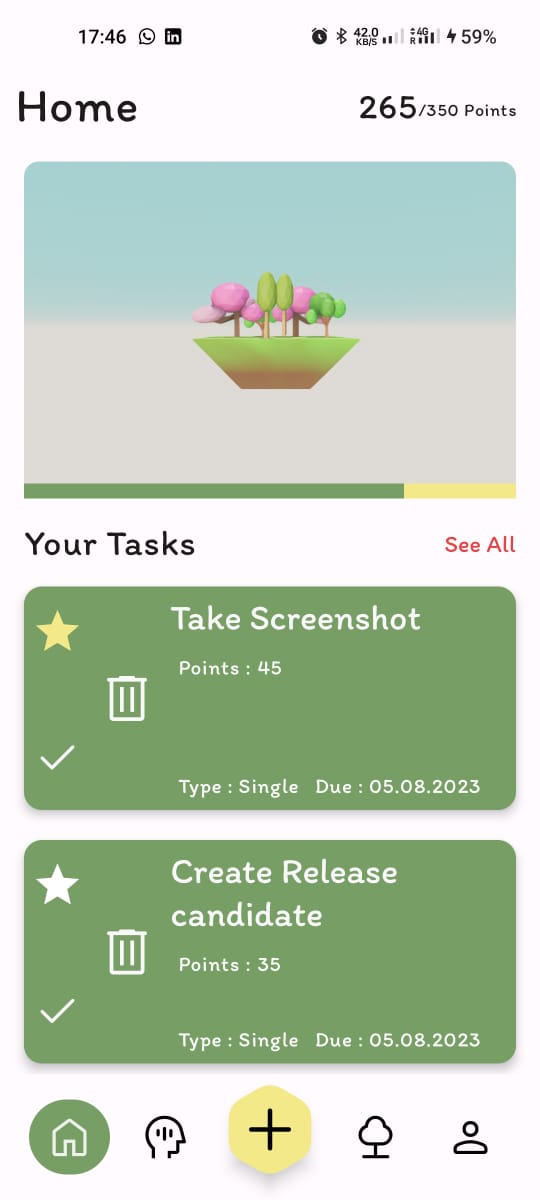 17:46 42.0 KB/S 4G R 59%
Home 265/350 Points
Your Tasks See All
Take Screenshot
Points : 45
Type : Single Due : 05.08.2023
Create Release
candidate
Points : 35
Type : Single Due : 05.08.2023